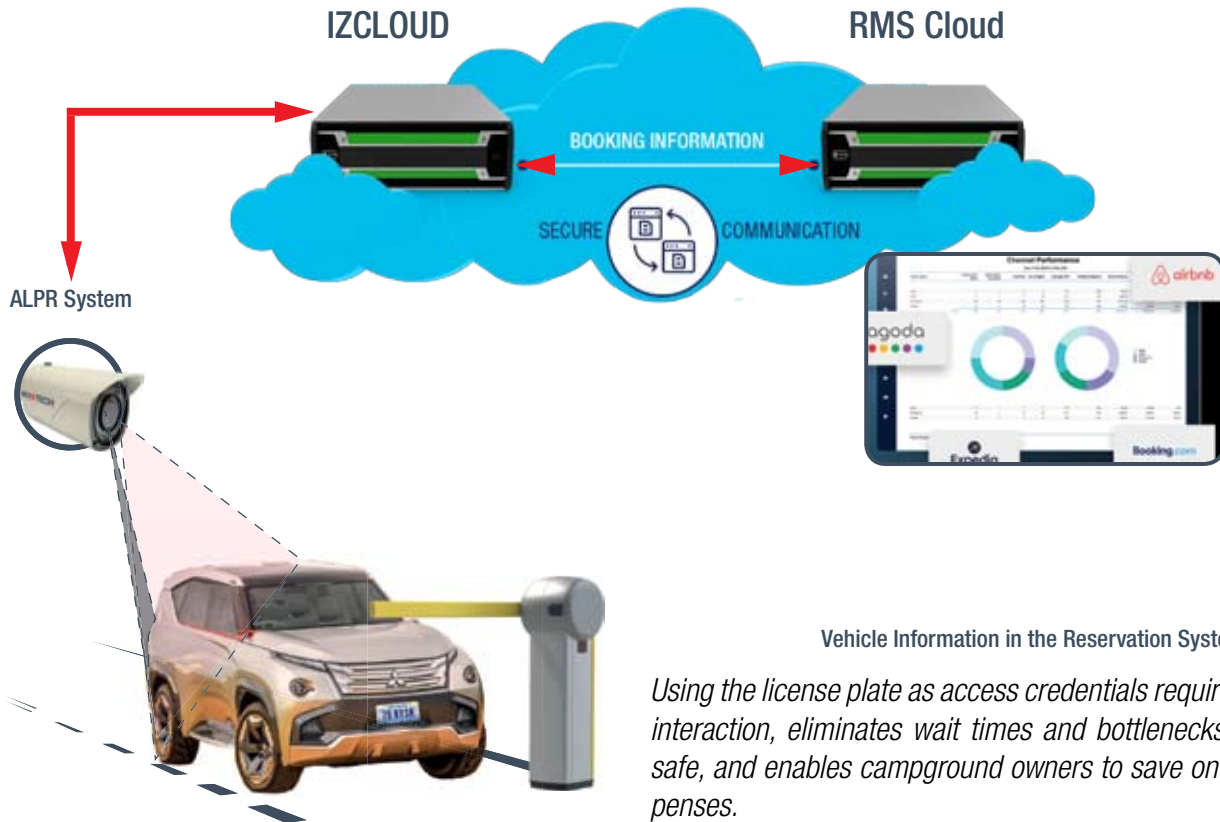 IZCLOUD
RMS Cloud
BOOKING INFORMATION
SECURE
COMMUNICATION
ALPR System
Channel Performance
airbnb
agoda
Expedia
Booking.com
Vehicle Information in the Reservation Syste
Using the license plate as access credentials requir
interaction, eliminates wait times and bottlenecks
safe, and enables campground owners to save on
penses.